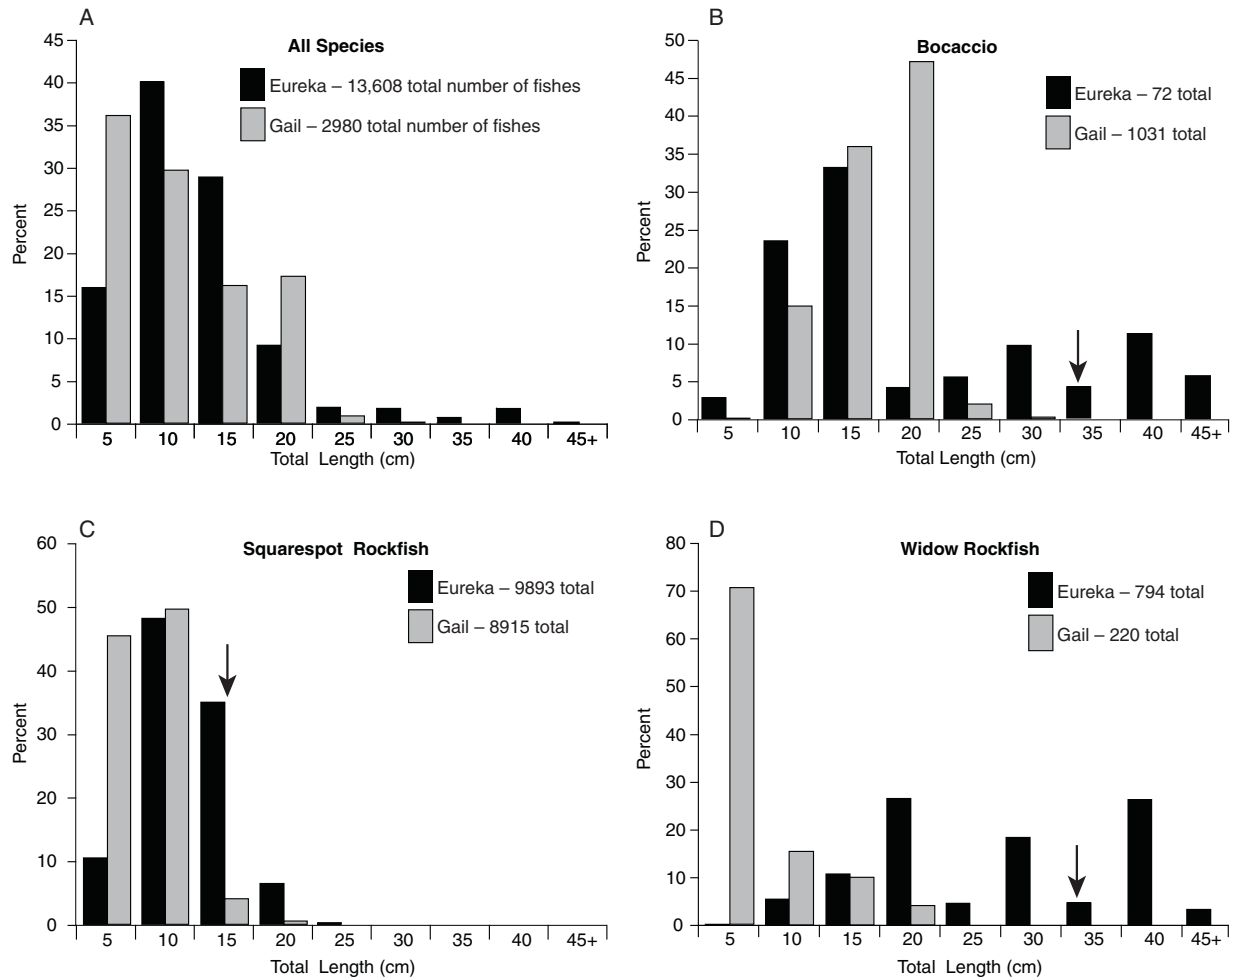 A
All Species
Eureka – 13,608 total number of fishes
Gail – 2980 total number of fishes
Percent
45
40
35
30
25
20
15
10
5
0
5 10 15 20 25 30 35 40 45+
Total Length (cm)
B
Bocaccio
Eureka – 72 total
Gail – 1031 total
Percent
50
45
40
35
30
25
20
15
10
5
0
5 10 15 20 25 30 35 40 45+
Total Length (cm)
C
Squarespot Rockfish
Eureka – 9893 total
Gail – 8915 total
Percent
60
50
40
30
20
10
0
5 10 15 20 25 30 35 40 45+
Total Length (cm)
D
Widow Rockfish
Eureka – 794 total
Gail – 220 total
Percent
80
70
60
50
40
30
20
10
0
5 10 15 20 25 30 35 40 45+
Total Length (cm)